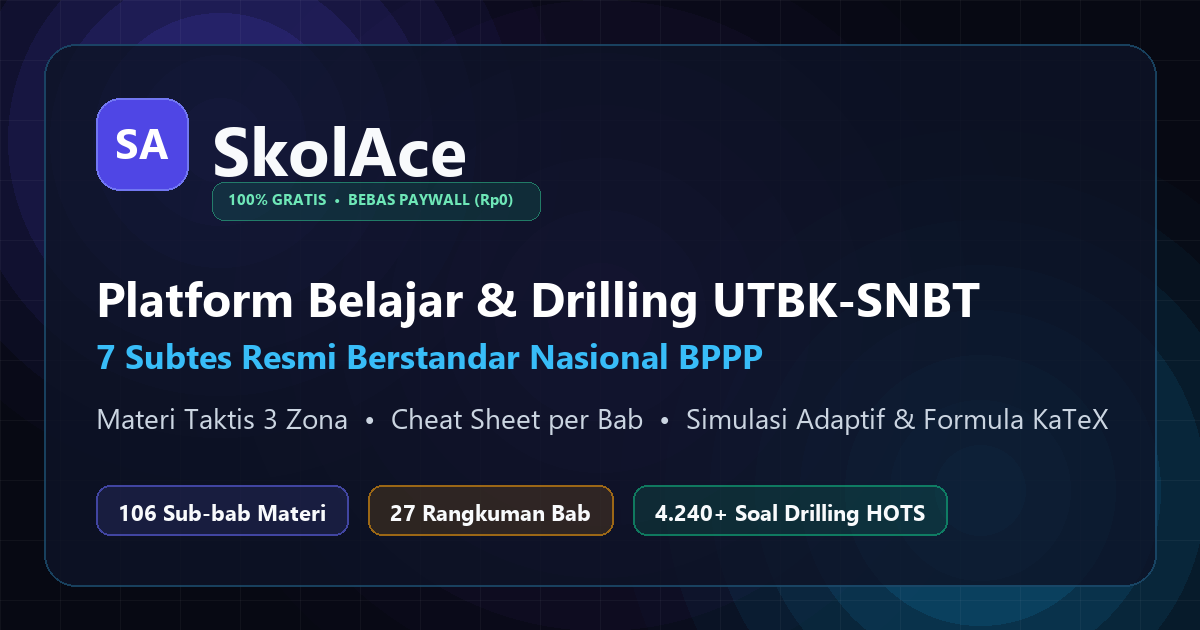 SA
SkolAce
100% GRATIS • BEBAS PAYWALL (Rp0)
Platform Belajar & Drilling UTBK-SNBT
7 Subtes Resmi Berstandar Nasional BPPP
Materi Taktis 3 Zona • Cheat Sheet per Bab • Simulasi Adaptif & Formula KaTeX
106 Sub-bab Materi
27 Rangkuman Bab
4.240+ Soal Drilling HOTS